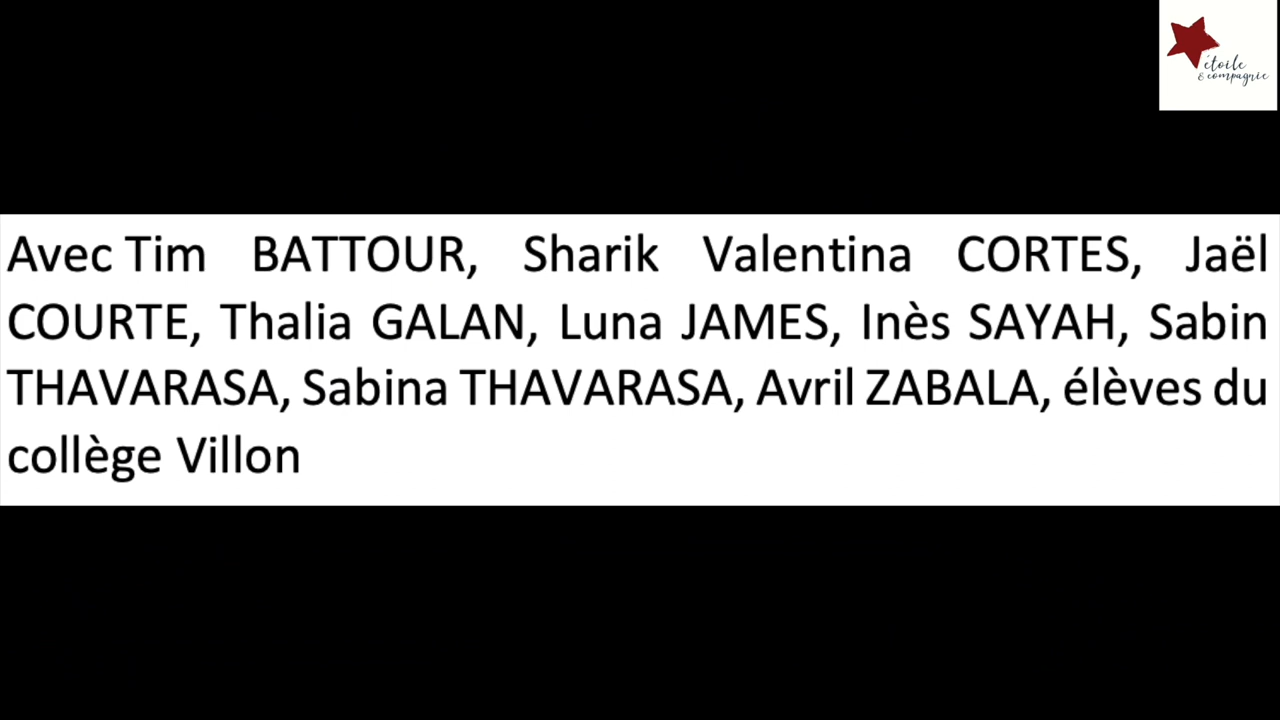 étoile
& compagnie
Avec Tim BATTOUR, Sharik Valentina CORTES, Jaël
COURTE, Thalia GALAN, Luna JAMES, Inès SAYAH, Sabin
THAVARASA, Sabina THAVARASA, Avril ZABALA, élèves du
collège Villon